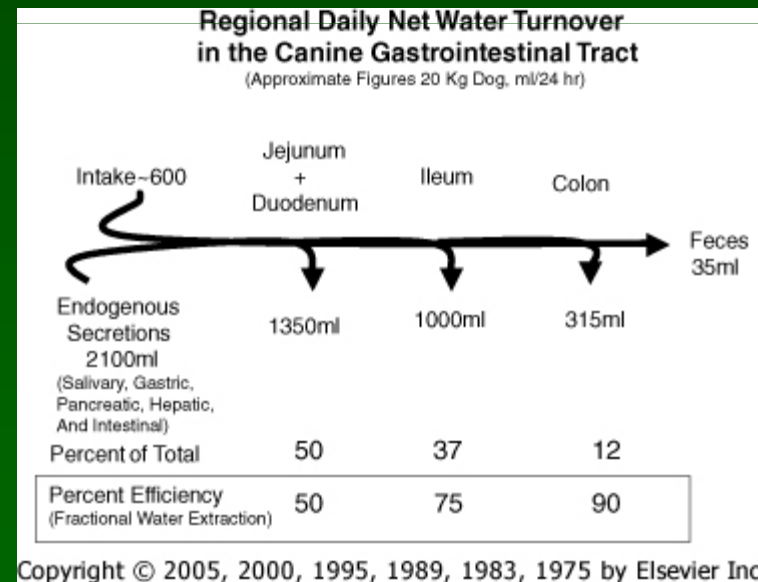 Regional Daily Net Water Turnover
in the Canine Gastrointestinal Tract
(Approximate Figures 20 Kg Dog, ml/24 hr)
Intake~600
Jejunum
+
Duodenum
Ileum
Colon
Feces
35ml
Endogenous
Secretions
2100ml
(Salivary, Gastric,
Pancreatic, Hepatic,
And Intestinal)
1350ml
1000ml
315ml
Percent of Total 50 37 12
Percent Efficiency
(Fractional Water Extraction) 50 75 90
Copyright © 2005, 2000, 1995, 1989, 1983, 1975 by Elsevier Inc